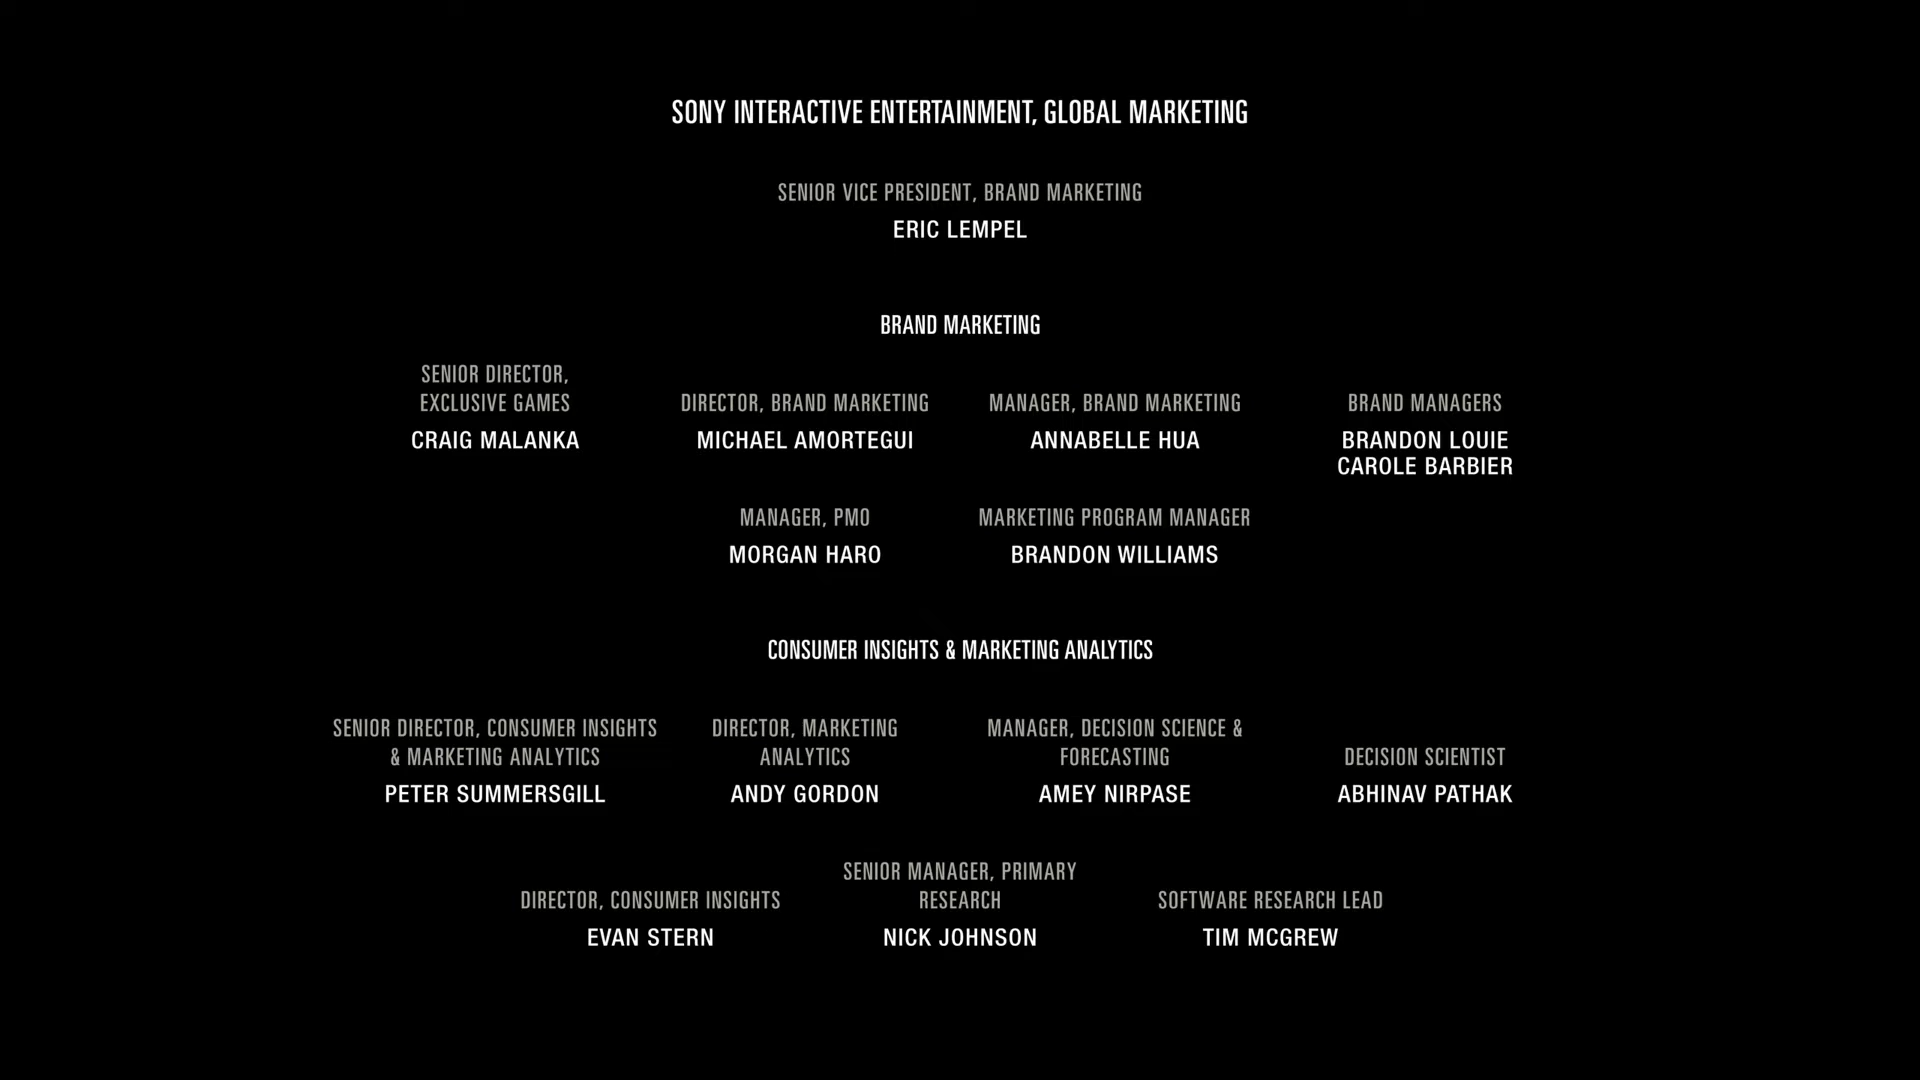 SONY INTERACTIVE ENTERTAINMENT, GLOBAL MARKETING
SENIOR VICE PRESIDENT, BRAND MARKETING
ERIC LEMPEL
BRAND MARKETING
SENIOR DIRECTOR,
EXCLUSIVE GAMES
CRAIG MALANKA
DIRECTOR, BRAND MARKETING
MICHAEL AMORTEGUI
MANAGER, BRAND MARKETING
ANNABELLE HUA
BRAND MANAGERS
BRANDON LOUIE
CAROLE BARBIER
MANAGER, PMO
MORGAN HARO
MARKETING PROGRAM MANAGER
BRANDON WILLIAMS
CONSUMER INSIGHTS & MARKETING ANALYTICS
SENIOR DIRECTOR, CONSUMER INSIGHTS
& MARKETING ANALYTICS
PETER SUMMERSGILL
DIRECTOR, MARKETING
ANALYTICS
ANDY GORDON
MANAGER, DECISION SCIENCE &
FORECASTING
AMEY NIRPASE
DECISION SCIENTIST
ABHINAV PATHAK
DIRECTOR, CONSUMER INSIGHTS
EVAN STERN
SENIOR MANAGER, PRIMARY
RESEARCH
NICK JOHNSON
SOFTWARE RESEARCH LEAD
TIM MCGREW